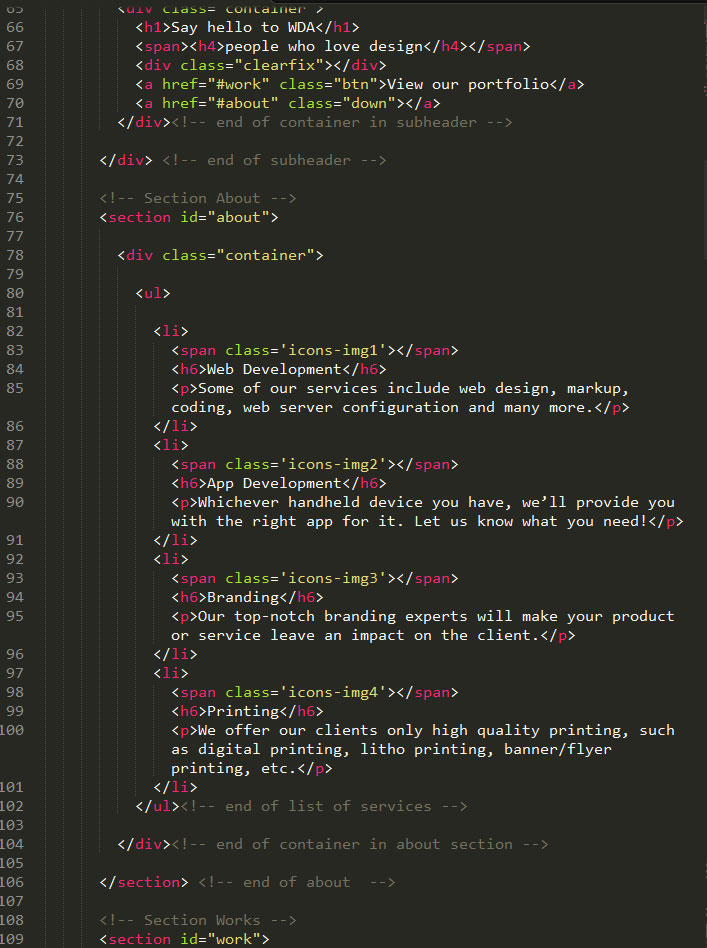 65 <div class="container">
66 <h1>Say hello to WDA</h1>
67 <span><h4>people who love design</h4></span>
68 <div class="clearfix"></div>
69 <a href="#work" class="btn">View our portfolio</a>
70 <a href="#about" class="down"></a>
71 </div><!-- end of container in subheader -->
72
73 </div> <!-- end of subheader -->
74
75 <!-- Section About -->
76 <section id="about">
77
78 <div class="container">
79
80 <ul>
81
82 <li>
83 <span class='icons-img1'></span>
84 <h6>Web Development</h6>
85 <p>Some of our services include web design, markup,
coding, web server configuration and many more.</p>
86 </li>
87 <li>
88 <span class='icons-img2'></span>
89 <h6>App Development</h6>
90 <p>Whichever handheld device you have, we’ll provide you
with the right app for it. Let us know what you need!</p>
91 </li>
92 <li>
93 <span class='icons-img3'></span>
94 <h6>Branding</h6>
95 <p>Our top-notch branding experts will make your product
or service leave an impact on the client.</p>
96 </li>
97 <li>
98 <span class='icons-img4'></span>
99 <h6>Printing</h6>
100 <p>We offer our clients only high quality printing, such
as digital printing, litho printing, banner/flyer
printing, etc.</p>
101 </li>
102 </ul><!-- end of list of services -->
103
104 </div><!-- end of container in about section -->
105
106 </section> <!-- end of about  -->
107
108 <!-- Section Works -->
109 <section id="work">